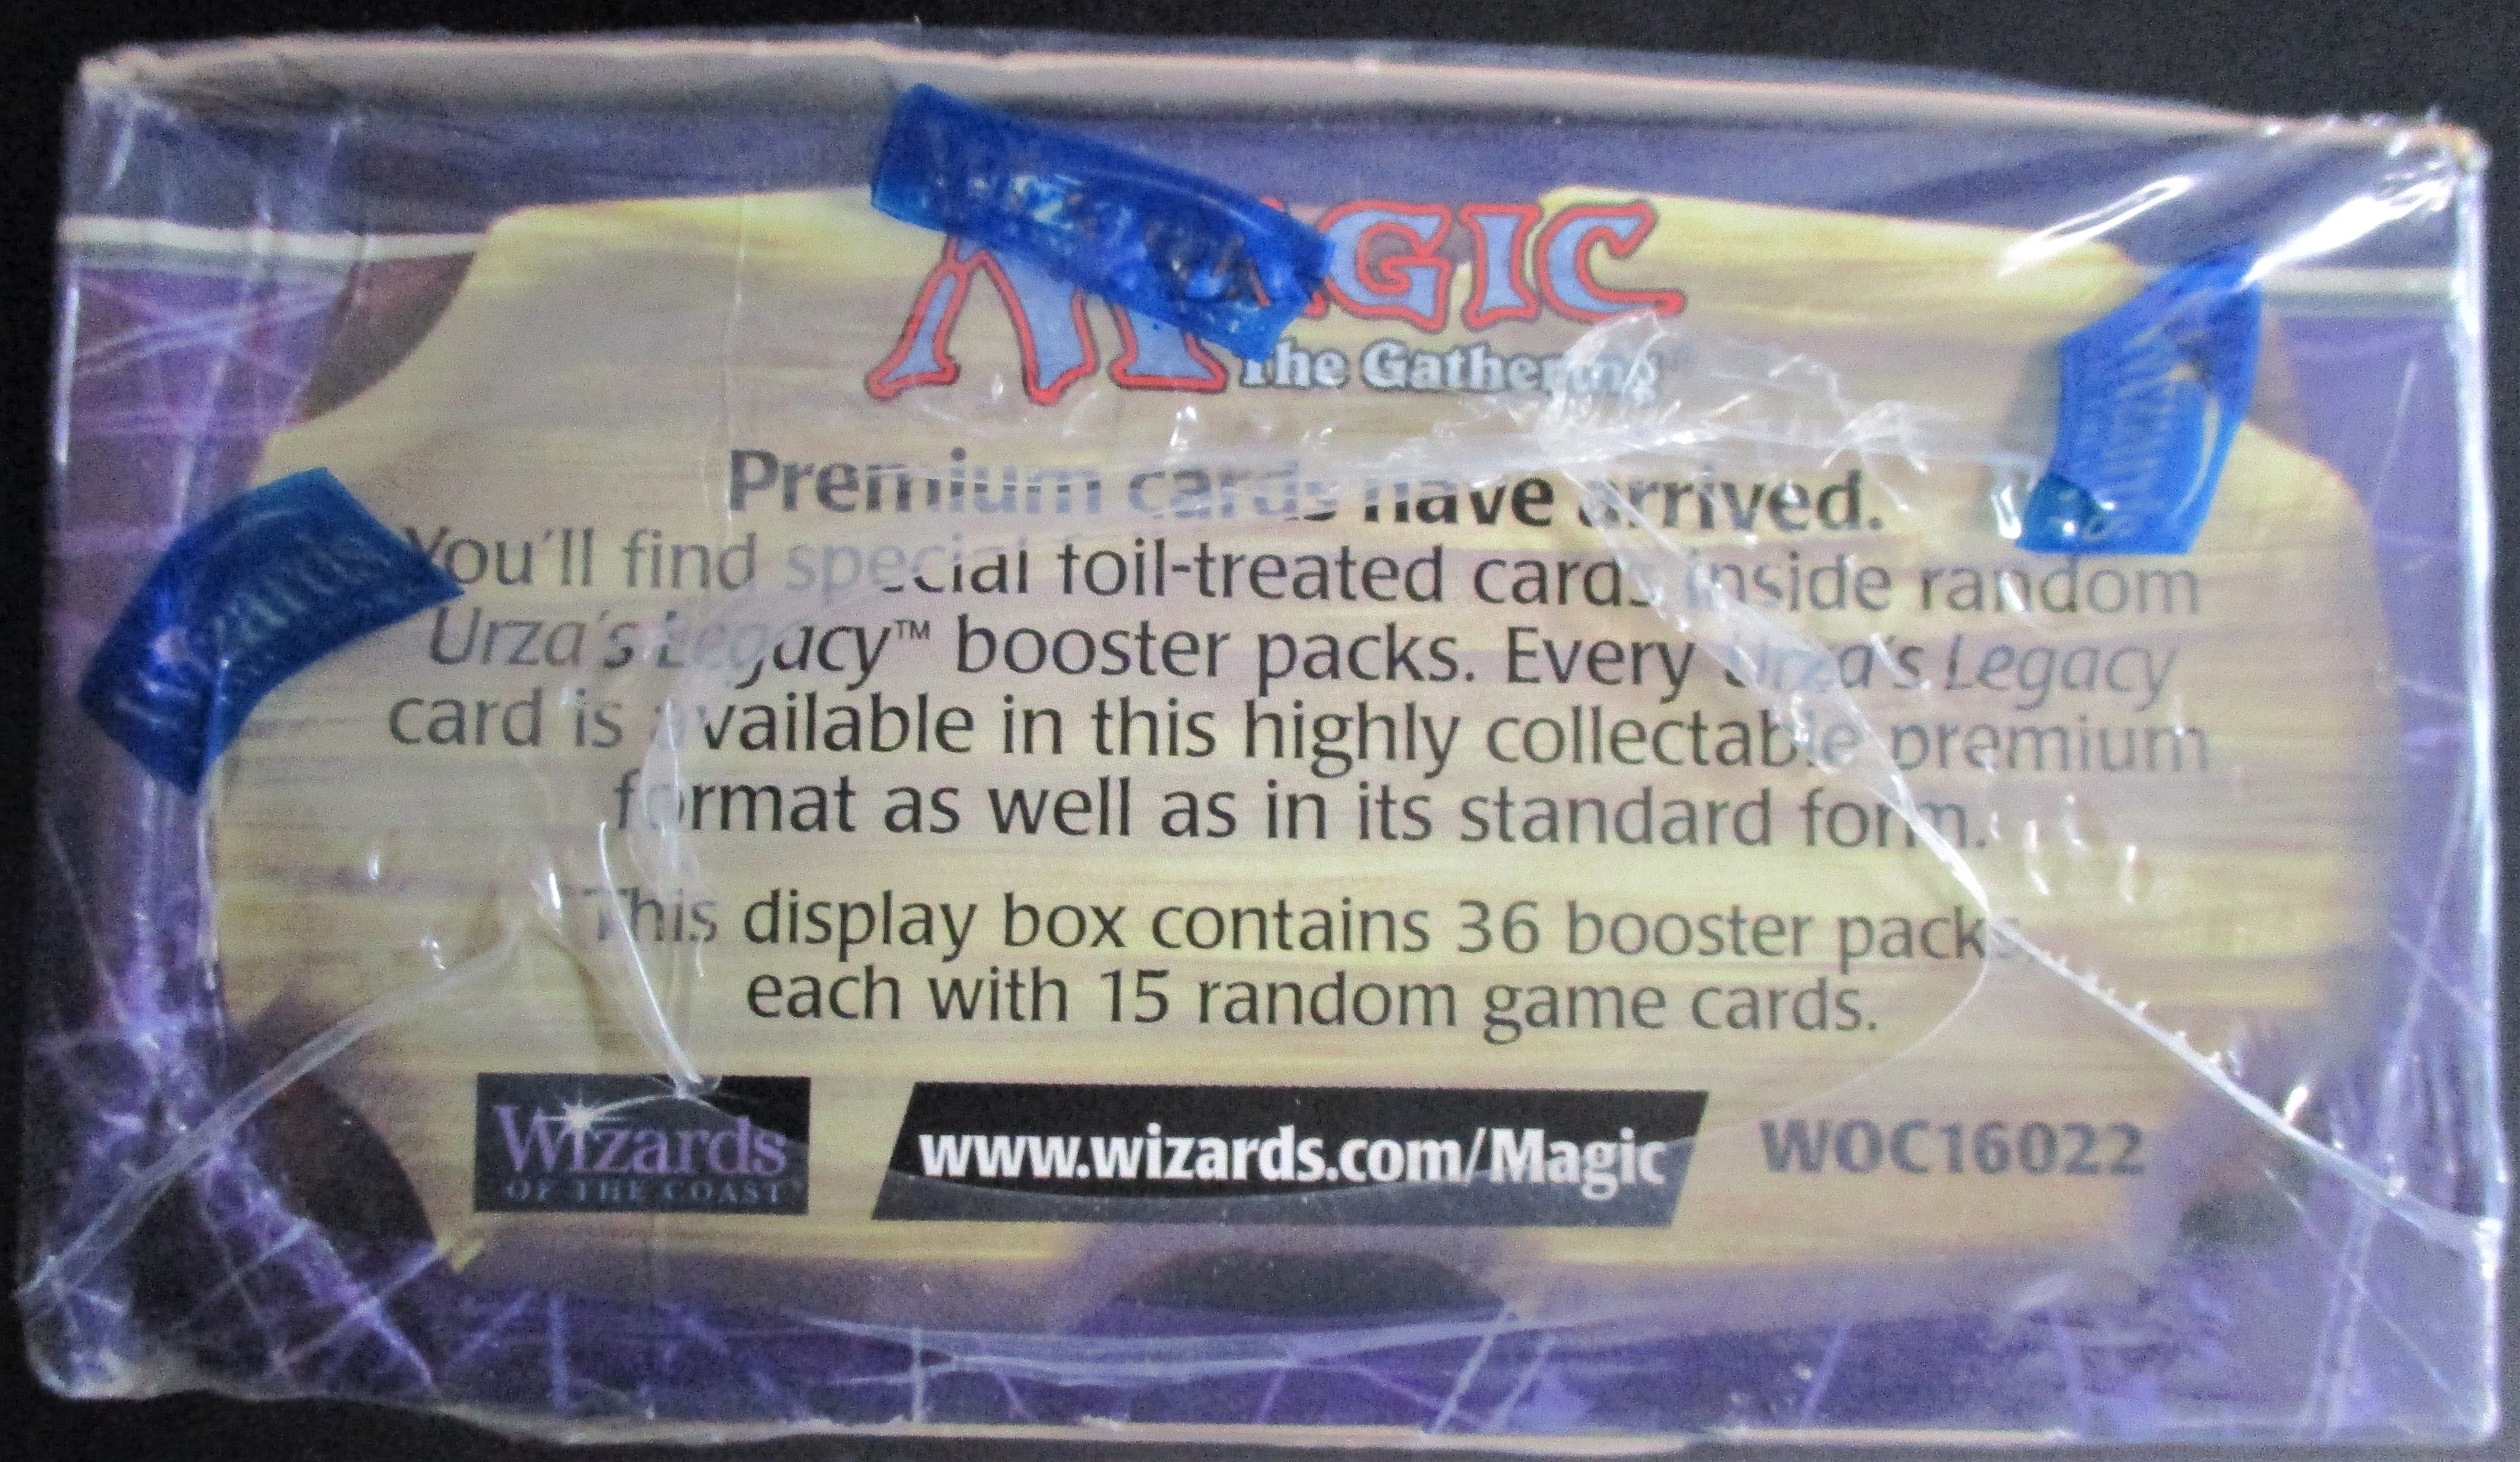 MAGIC
The Gathering
Premium cards have arrived.
You'll find special foil-treated cards inside random
Urza's Legacy™ booster packs. Every Urza's Legacy
card is available in this highly collectable premium
format as well as in its standard form.
This display box contains 36 booster packs
each with 15 random game cards.
Wizards
OF THE COAST
www.wizards.com/Magic
WOC16022
Wizards